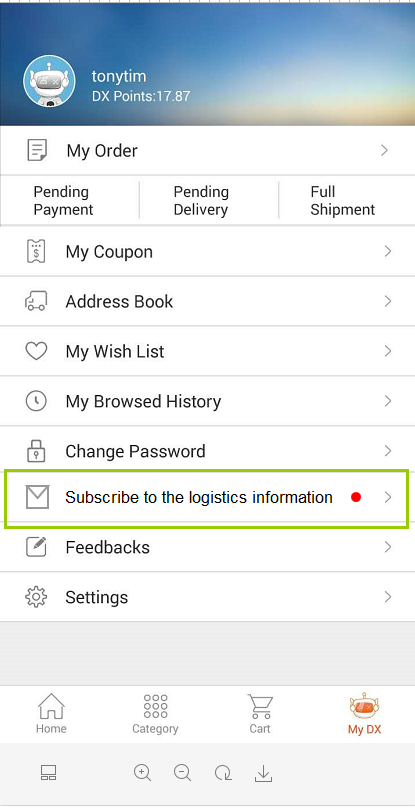 tonytim
DX Points:17.87
My Order
Pending Payment
Pending Delivery
Full Shipment
My Coupon
Address Book
My Wish List
My Browsed History
Change Password
Subscribe to the logistics information
Feedbacks
Settings
Home
Category
Cart
My DX